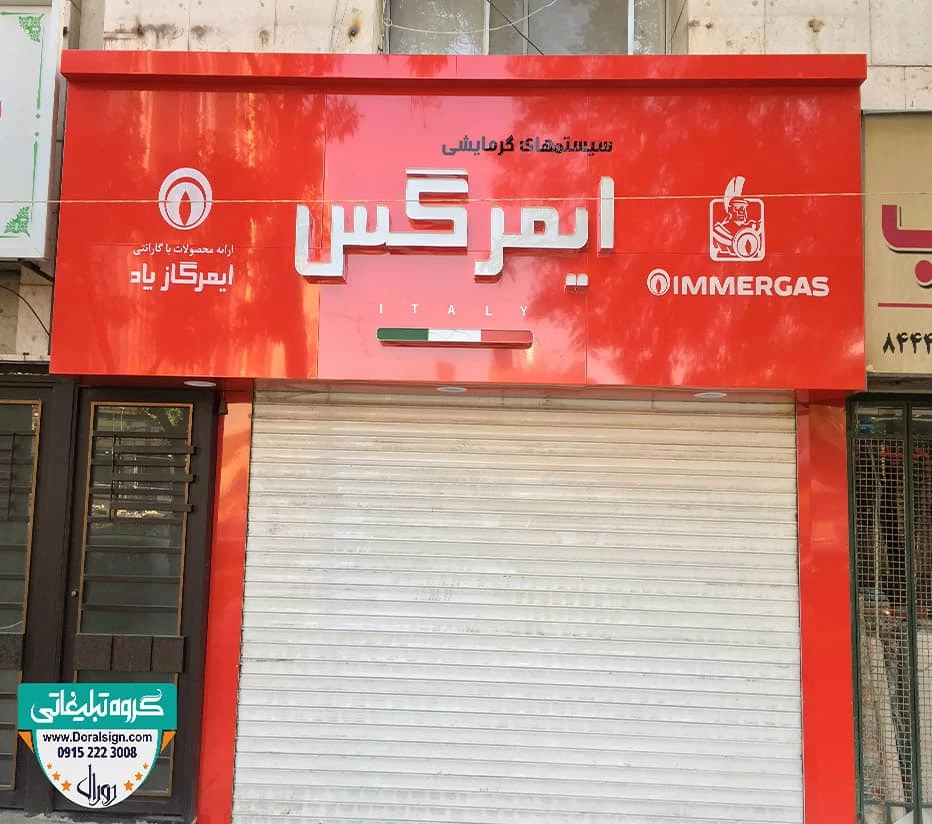 سیستمهای گرمایشی
ایمرگس
ITALY
IMMERGAS
ارائه محصولات با گارانتی
ایمرگاز یاد
۸۴۴۴
گروه تبلیغاتی
www.Doralsign.com
0915 222 3008
دورال